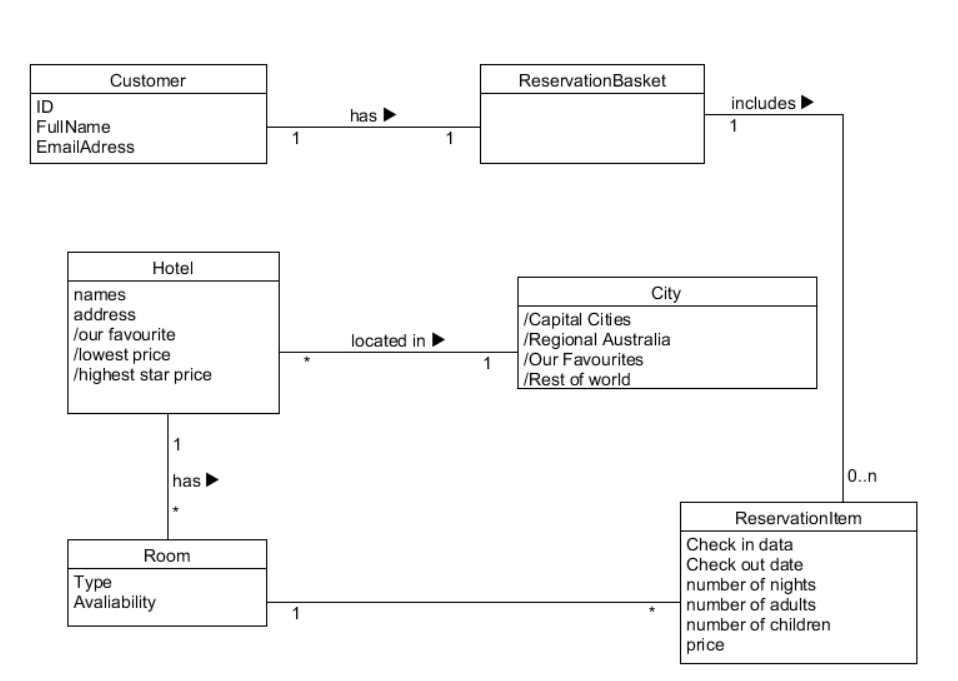 Customer
ID
FullName
EmailAdress
has ▶
1
1
ReservationBasket
includes ▶
1
Hotel
names
address
/our favourite
/lowest price
/highest star price
located in ▶
*
1
City
/Capital Cities
/Regional Australia
/Our Favourites
/Rest of world
1
has ▶
*
0..n
Room
Type
Avaliability
1
*
ReservationItem
Check in data
Check out date
number of nights
number of adults
number of children
price